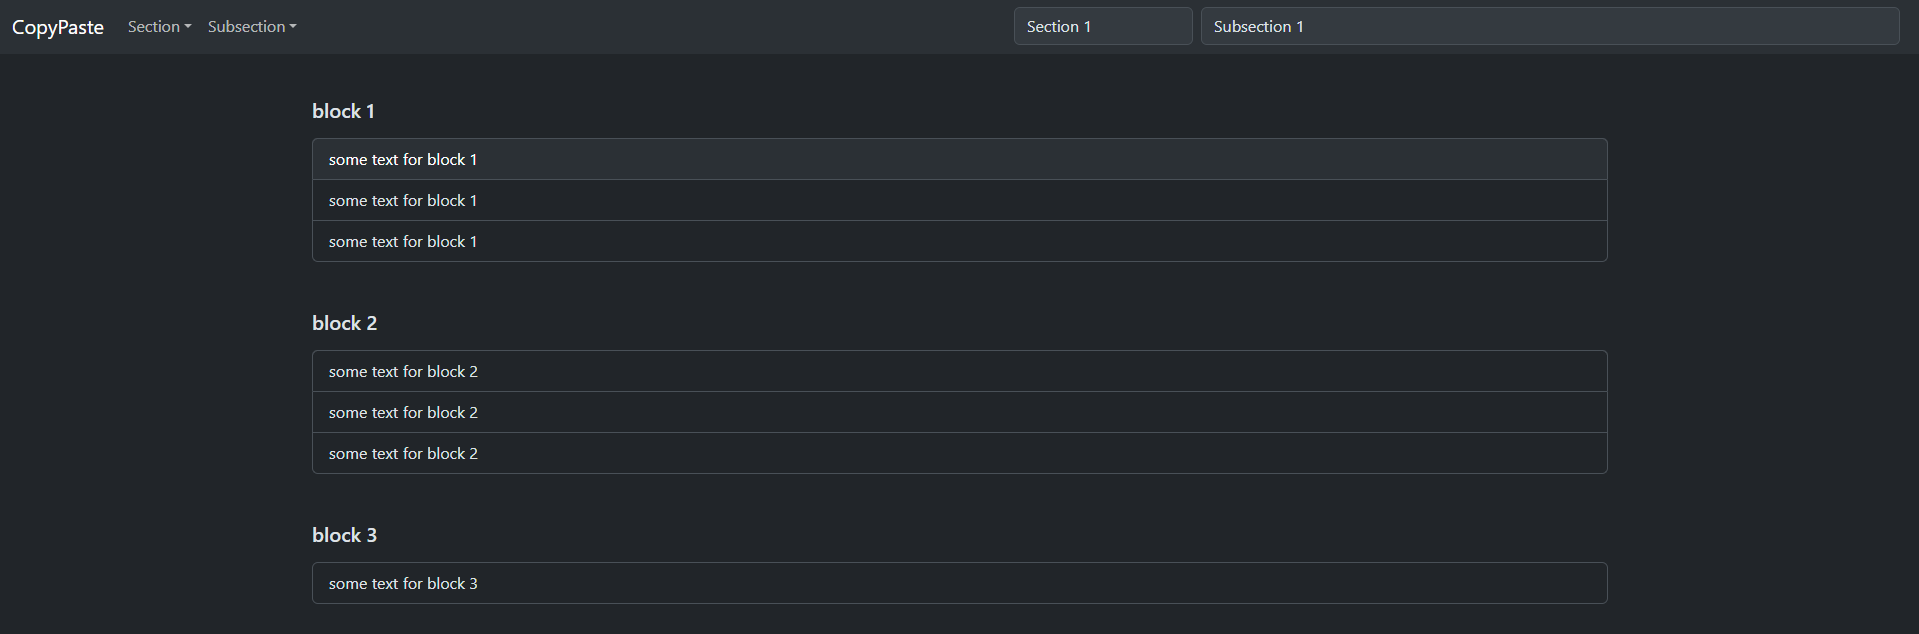 CopyPaste Section Subsection Section 1 Subsection 1
block 1
some text for block 1
some text for block 1
some text for block 1
block 2
some text for block 2
some text for block 2
some text for block 2
block 3
some text for block 3